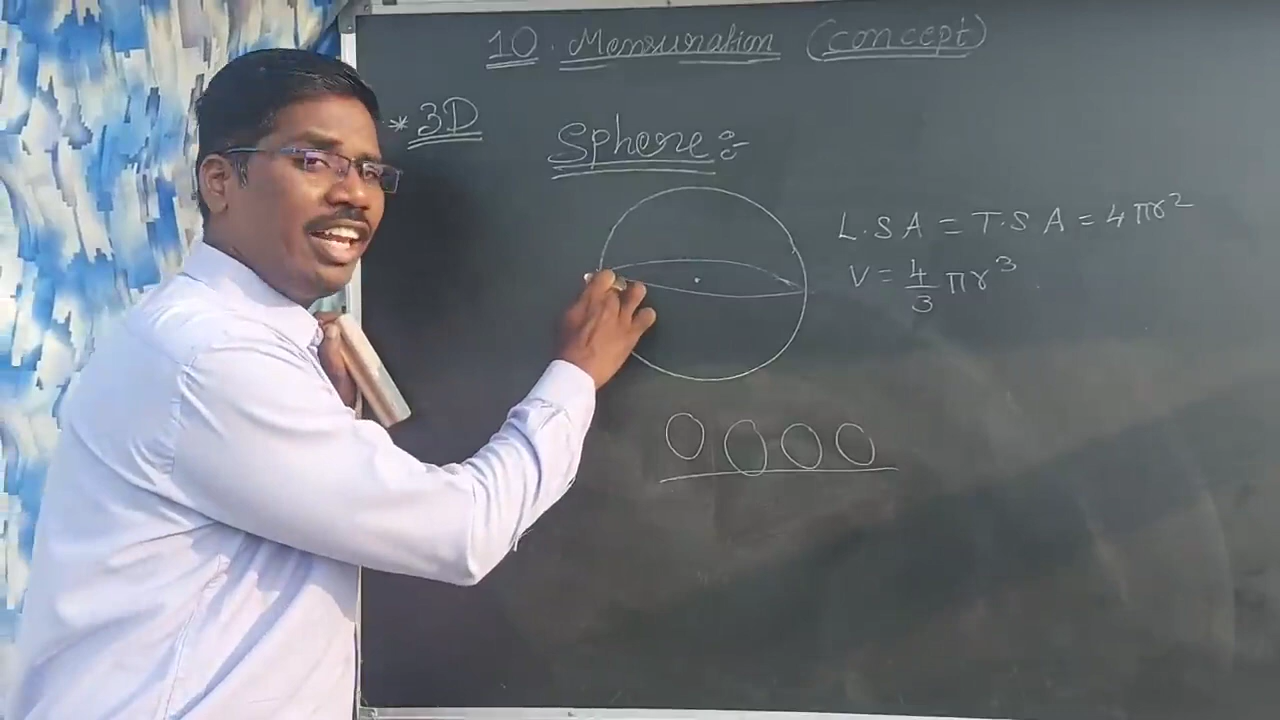 10. Mensuration (concept)
* 3D
Sphere:-
L.S A = T.S A = 4πr²
V = 4/3 πr³